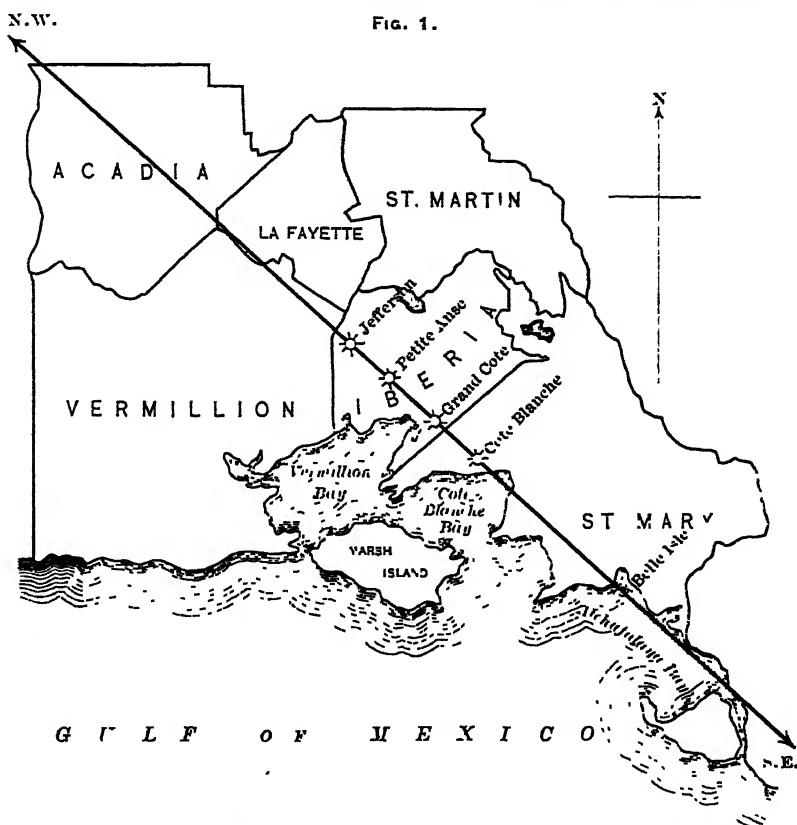 FIG. 1.
N.W.
N
ACADIA
ST. MARTIN
LA FAYETTE
Jefferson
Petite Anse
IBERIA
Grand Cote
VERMILLION
Cote Blanche
Vermillion
Bay
Cote
Blanche
Bay
ST MARY
MARSH
ISLAND
Belle Isle
Atchafalaya
GULF OF MEXICO
S.E.